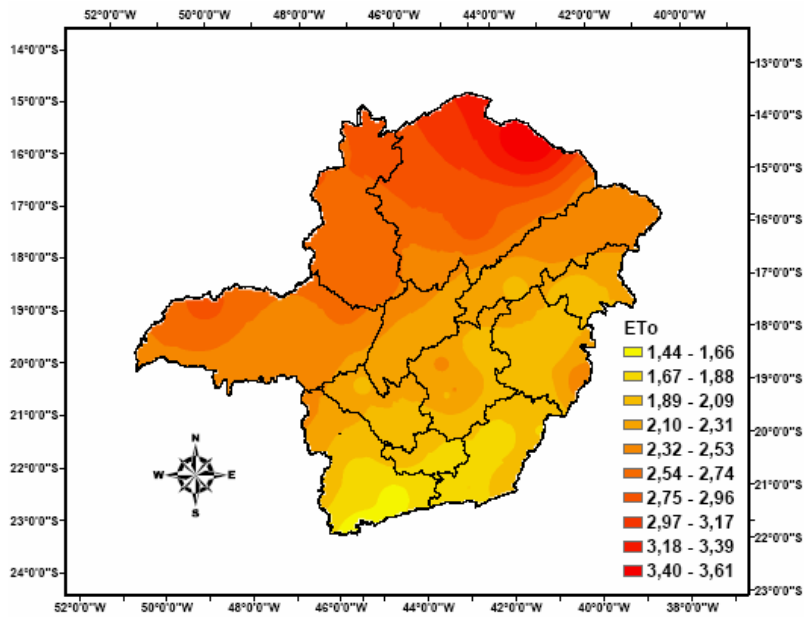 52°0'0"W 50°0'0"W 48°0'0"W 46°0'0"W 44°0'0"W 42°0'0"W 40°0'0"W
14°0'0"S
15°0'0"S
16°0'0"S
17°0'0"S
18°0'0"S
19°0'0"S
20°0'0"S
21°0'0"S
22°0'0"S
23°0'0"S
24°0'0"S
13°0'0"S
14°0'0"S
15°0'0"S
16°0'0"S
17°0'0"S
18°0'0"S
19°0'0"S
20°0'0"S
21°0'0"S
22°0'0"S
23°0'0"S
N
W E
S
ETo
1,44 - 1,66
1,67 - 1,88
1,89 - 2,09
2,10 - 2,31
2,32 - 2,53
2,54 - 2,74
2,75 - 2,96
2,97 - 3,17
3,18 - 3,39
3,40 - 3,61
52°0'0"W 50°0'0"W 48°0'0"W 46°0'0"W 44°0'0"W 42°0'0"W 40°0'0"W 38°0'0"W